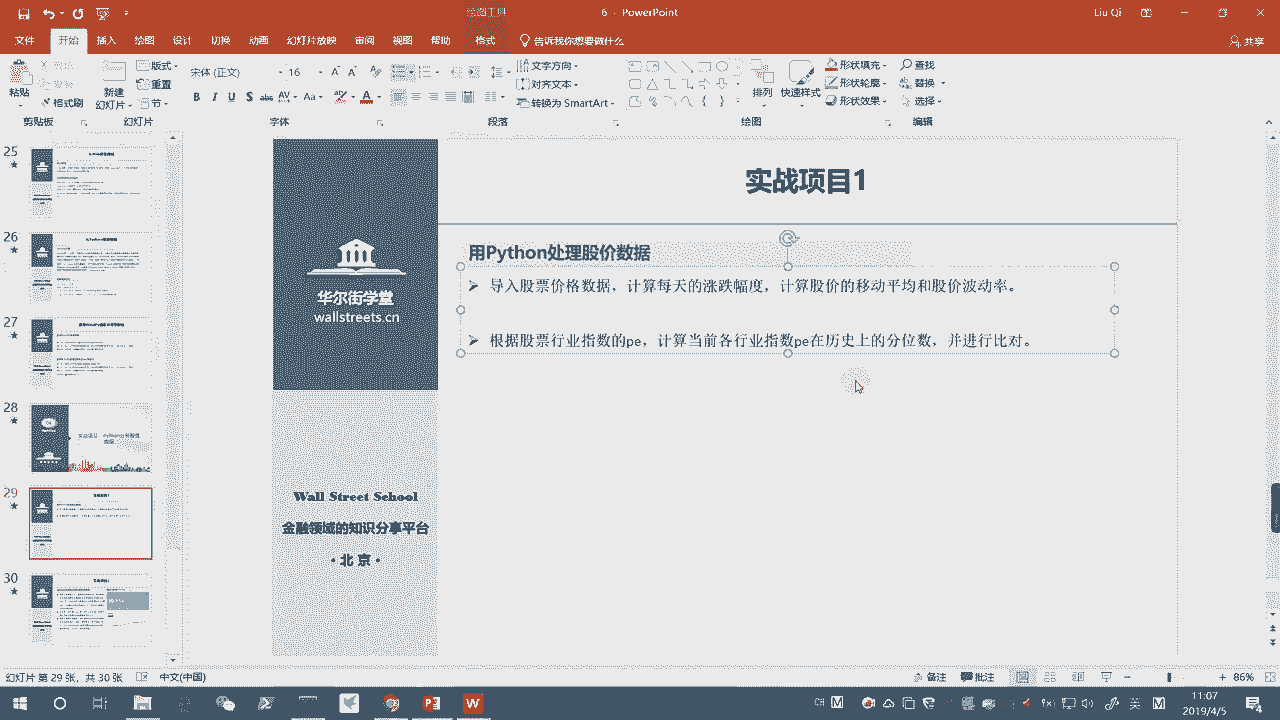 绘图工具
6 - PowerPoint
Liu Qi
文件 开始 插入 绘图 设计 切换 动画 幻灯片放映 审阅 视图 帮助 格式 告诉我你想要做什么 共享
粘贴
格式刷
剪贴板
新建
幻灯片
版式
重置
节
幻灯片
宋体 (正文) 16
B I U S abc AV Aa A
字体
文字方向
对齐文本
转换为 SmartArt
段落
排列 快速样式
形状填充
形状轮廓
形状效果
绘图
查找
替换
选择
编辑
25
26
27
28
29
30
实战项目1
用Python处理股价数据
导入股票价格数据，计算每天的涨跌幅度，计算股价的移动平均和股价波动率。
根据股票行业指数的pe，计算当前各行业指
在历史上的分位数，并进行比对。
华尔街学堂
wallstreets.cn
Wall Street School
金融领域的知识分享平台
• 北 京 •
幻灯片 第 29 张，共 30 张 中文(中国)
备注 批注 86%
CH M 英 M
11:07
2019/4/5